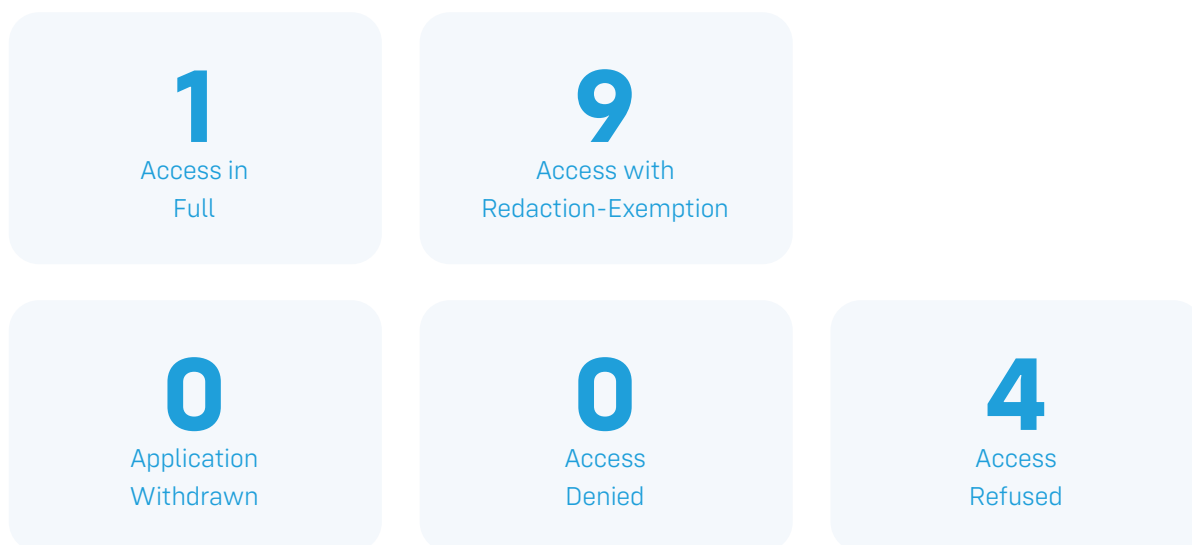 1
Access in
Full
9
Access with
Redaction-Exemption
0
Application
Withdrawn
0
Access
Denied
4
Access
Refused